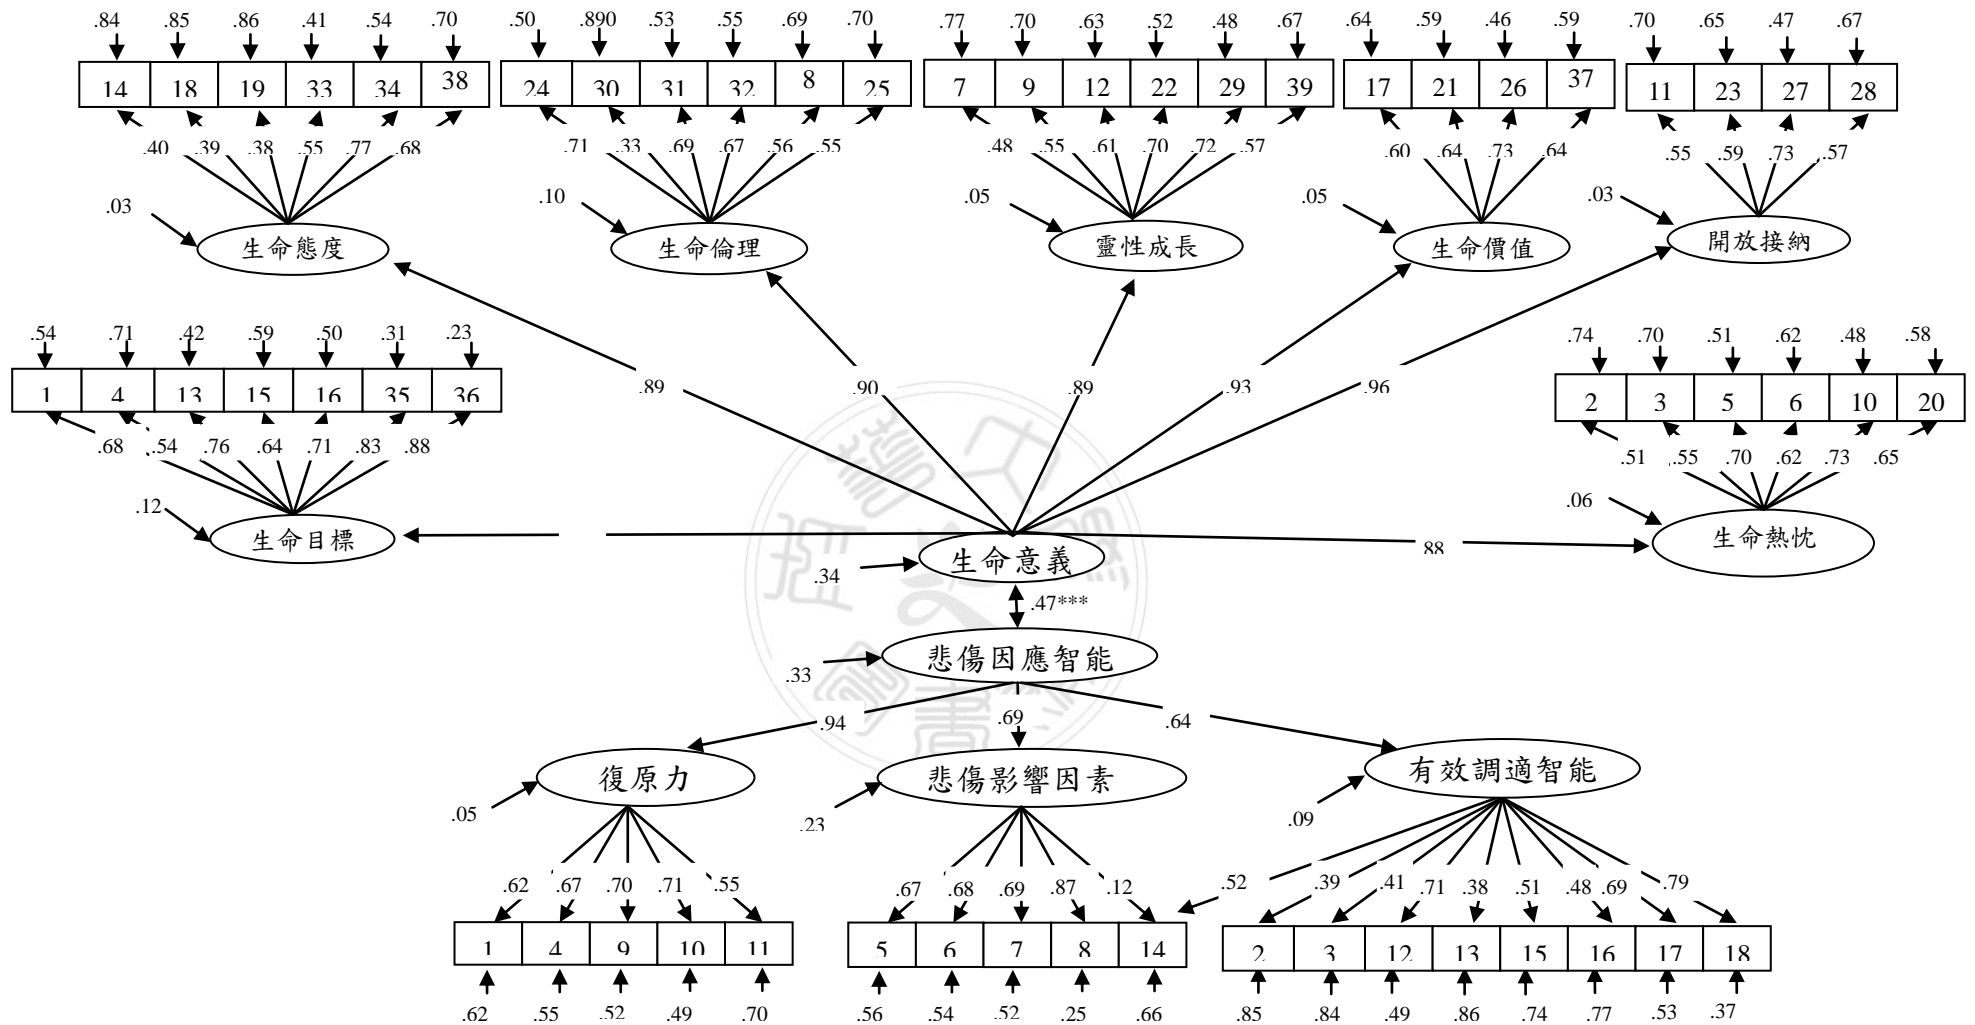 .84 .85 .86 .41 .54 .70 .50 .890 .53 .55 .69 .70 .77 .70 .63 .52 .48 .67 .64 .59 .46 .59 .70 .65 .47 .67
14 18 19 33 34 38 24 30 31 32 8 25 7 9 12 22 29 39 17 21 26 37 11 23 27 28
.40 .39 .38 .55 .77 .68 .71 .33 .69 .67 .56 .55 .48 .55 .61 .70 .72 .57 .60 .64 .73 .64 .55 .59 .73 .57
.03 .10 .05 .05 .03
生命態度 生命倫理 靈性成長 生命價值 開放接納
.54 .71 .42 .59 .50 .31 .23 .74 .70 .51 .62 .48 .58
.89 .90 .89 .93 .96
1 4 13 15 16 35 36 2 3 5 6 10 20
.68 .54 .76 .64 .71 .83 .88 .51 .55 .70 .62 .73 .65
.12 .06
生命目標 生命熱忱
.88
生命意義
.34
.47***
悲傷因應智能
.33
.94 .69 .64
復原力 悲傷影響因素 有效調適智能
.05 .23 .09
.62 .67 .70 .71 .55 .67 .68 .69 .87 .12 .52 .39 .41 .71 .38 .51 .48 .69 .79
1 4 9 10 11 5 6 7 8 14 2 3 12 13 15 16 17 18
.62 .55 .52 .49 .70 .56 .54 .52 .25 .66 .85 .84 .49 .86 .74 .77 .53 .37